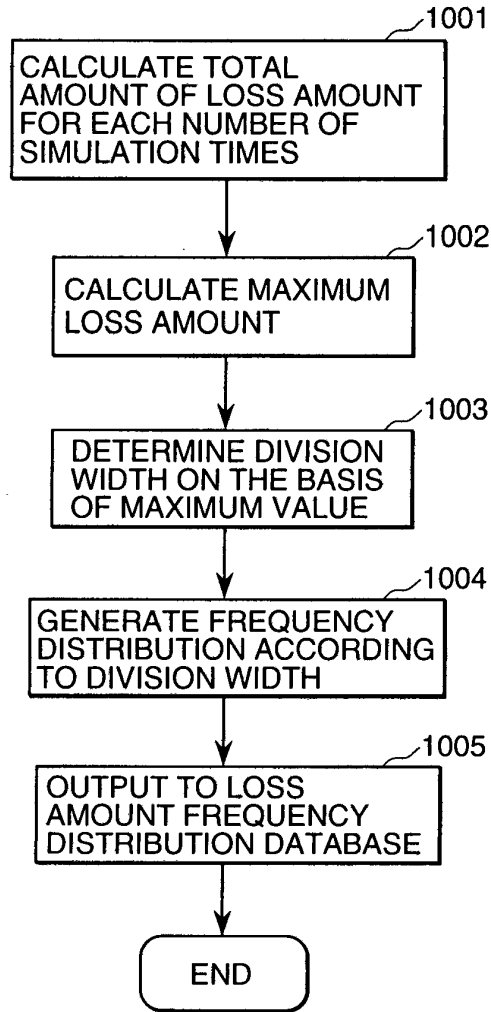 1001
CALCULATE TOTAL
AMOUNT OF LOSS AMOUNT
FOR EACH NUMBER OF
SIMULATION TIMES
1002
CALCULATE MAXIMUM
LOSS AMOUNT
1003
DETERMINE DIVISION
WIDTH ON THE BASIS
OF MAXIMUM VALUE
1004
GENERATE FREQUENCY
DISTRIBUTION ACCORDING
TO DIVISION WIDTH
1005
OUTPUT TO LOSS
AMOUNT FREQUENCY
DISTRIBUTION DATABASE
END